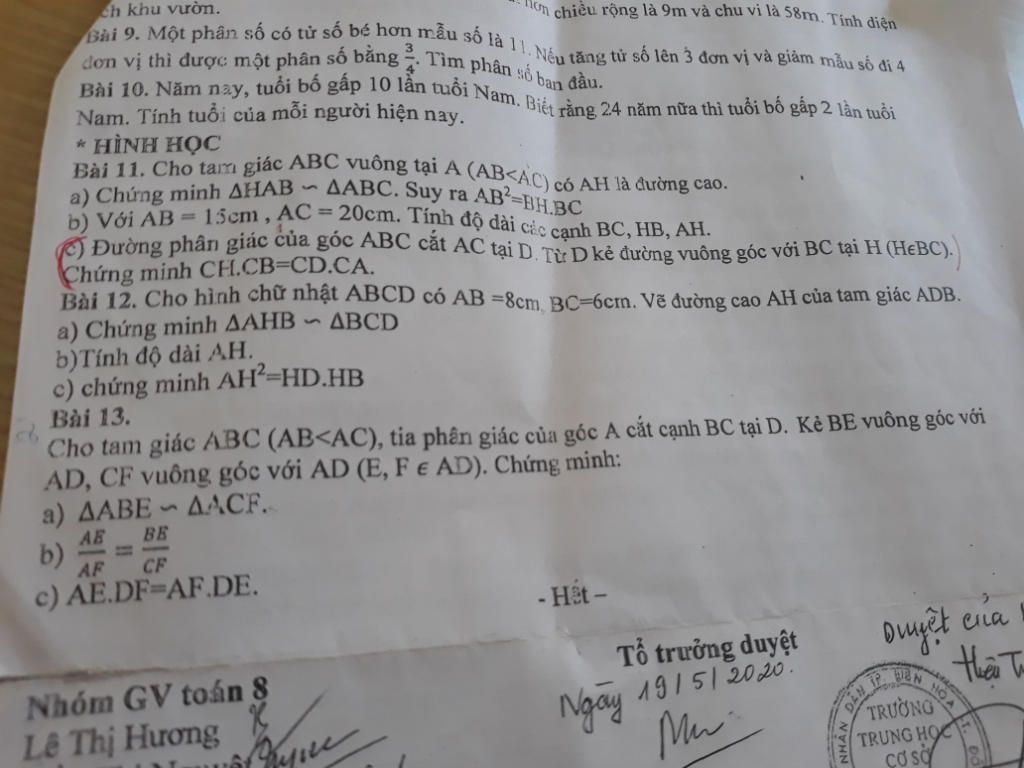 ch khu vườn.
hơn chiều rộng là 9m và chu vi là 58m. Tính diện
Bài 9. Một phân số có tử số bé hơn mẫu số là 11. Nếu tăng tử số lên 3 đơn vị và giảm mẫu số đi 4
đơn vị thì được một phân số bằng 3/4. Tìm phân số ban đầu.
Bài 10. Năm nay, tuổi bố gấp 10 lần tuổi Nam. Biết rằng 24 năm nữa thì tuổi bố gấp 2 lần tuổi
Nam. Tính tuổi của mỗi người hiện nay.
* HÌNH HỌC
Bài 11. Cho tam giác ABC vuông tại A (AB<AC) có AH là đường cao.
a) Chứng minh ΔHAB ∽ ΔABC. Suy ra AB²=BH.BC
b) Với AB = 15cm , AC = 20cm. Tính độ dài các cạnh BC, HB, AH.
c) Đường phân giác của góc ABC cắt AC tại D. Từ D kẻ đường vuông góc với BC tại H (HϵBC).
Chứng minh CH.CB=CD.CA.
Bài 12. Cho hình chữ nhật ABCD có AB =8cm, BC=6cm. Vẽ đường cao AH của tam giác ADB.
a) Chứng minh ΔAHB ∽ ΔBCD
b)Tính độ dài AH.
c) chứng minh AH²=HD.HB
Bài 13.
Cho tam giác ABC (AB<AC), tia phân giác của góc A cắt cạnh BC tại D. Kẻ BE vuông góc với
AD, CF vuông góc với AD (E, F ϵ AD). Chứng minh:
a) ΔABE ∽ ΔACF.
b) AE/AF = BE/CF
c) AE.DF=AF.DE.
- Hết –
Tổ trưởng duyệt
Duyệt của
Ngày 19/5/2020.
Nhóm GV toán 8
Lê Thị Hương
NHÂN DÂN TP. BIÊN HÒA
TRƯỜNG
TRUNG HỌC
CƠ SỞ